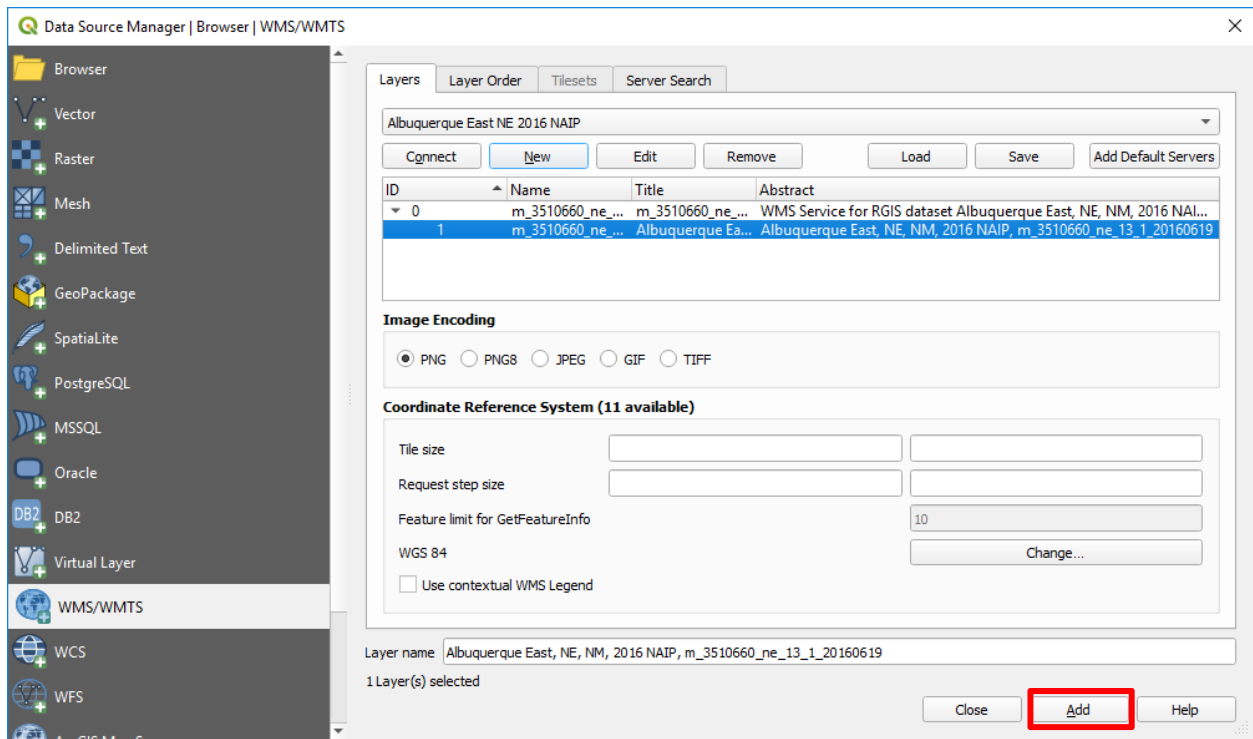 Data Source Manager | Browser | WMS/WMTS
Browser
Vector
Raster
Mesh
Delimited Text
GeoPackage
SpatiaLite
PostgreSQL
MSSQL
Oracle
DB2 DB2
Virtual Layer
WMS/WMTS
WCS
WFS
Layers Layer Order Tilesets Server Search
Albuquerque East NE 2016 NAIP
Connect New Edit Remove Load Save Add Default Servers
ID Name Title Abstract
0 m_3510660_ne_... m_3510660_ne_... WMS Service for RGIS dataset Albuquerque East, NE, NM, 2016 NAI...
1 m_3510660_ne_... Albuquerque Ea... Albuquerque East, NE, NM, 2016 NAIP, m_3510660_ne_13_1_20160619
Image Encoding
PNG PNG8 JPEG GIF TIFF
Coordinate Reference System (11 available)
Tile size
Request step size
Feature limit for GetFeatureInfo 10
WGS 84 Change...
Use contextual WMS Legend
Layer name Albuquerque East, NE, NM, 2016 NAIP, m_3510660_ne_13_1_20160619
1 Layer(s) selected
Close Add Help